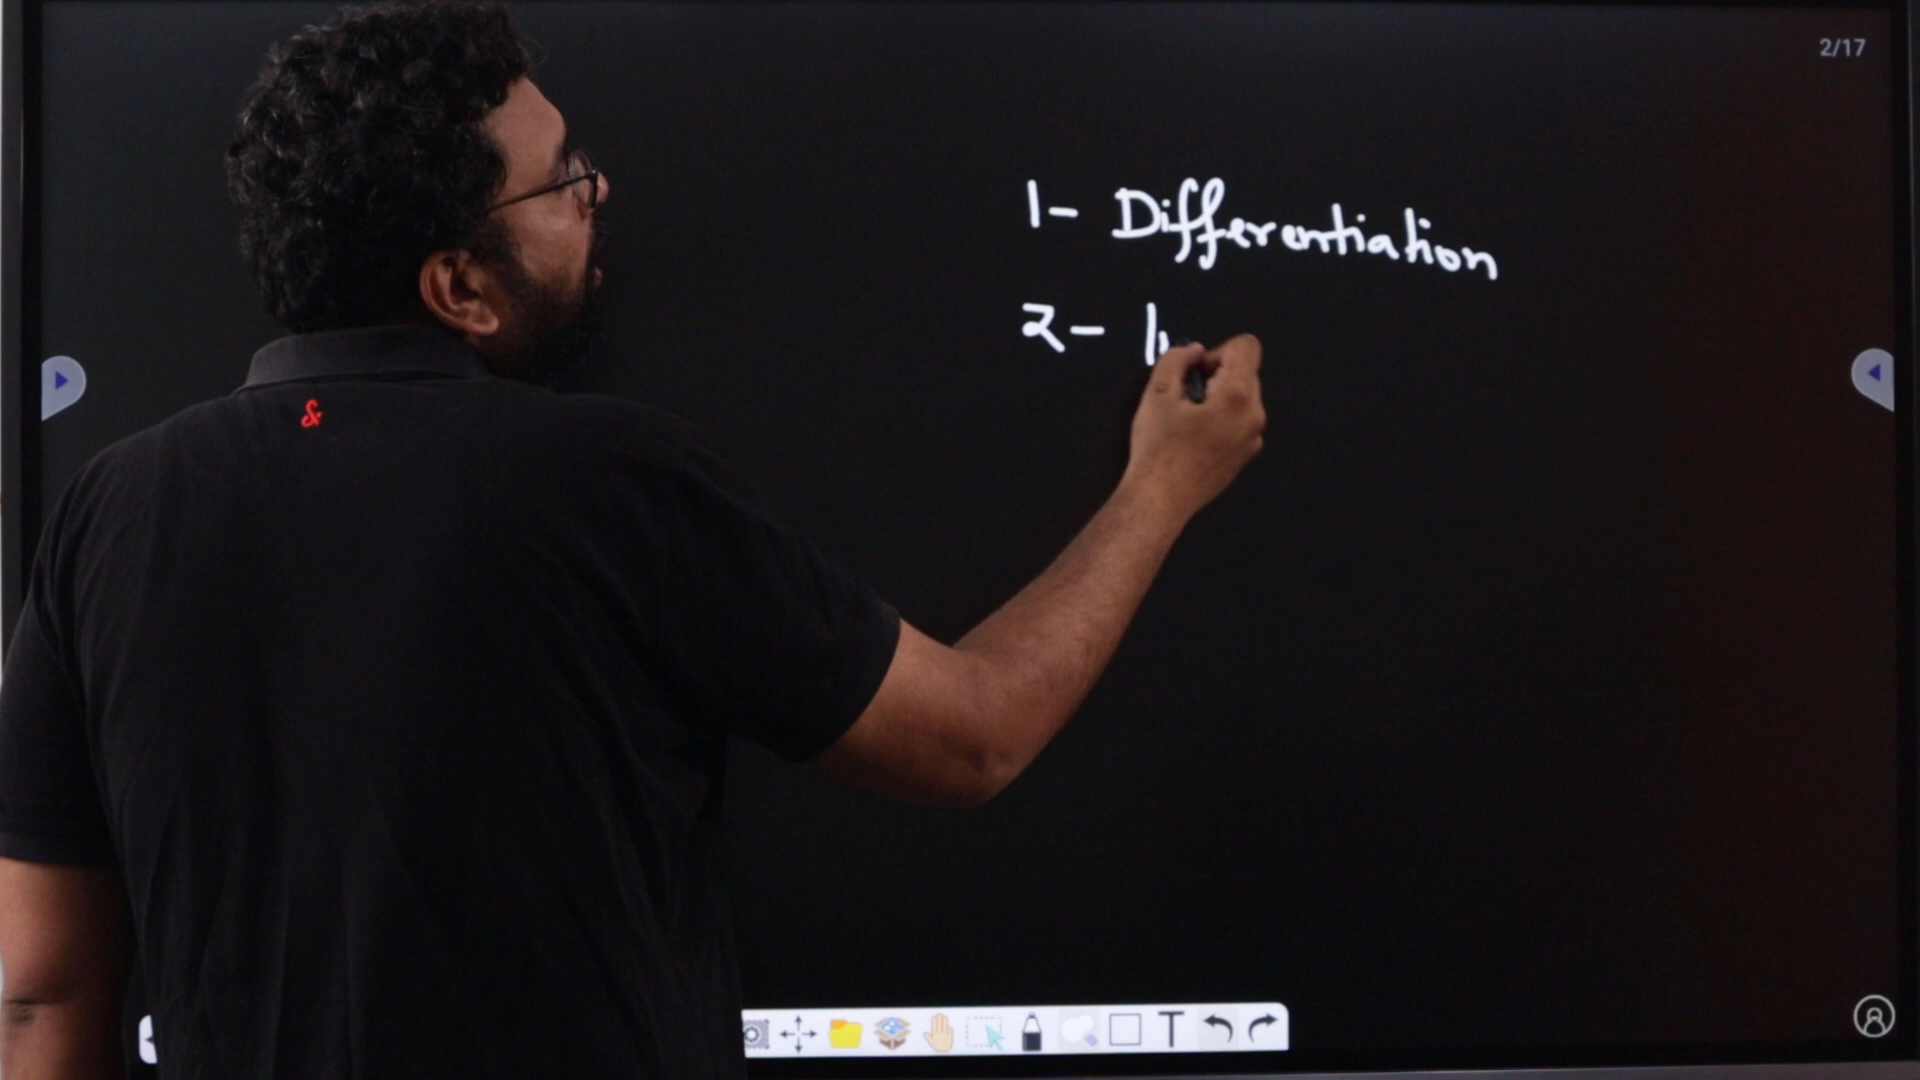 2/17
1- Differentiation
2-
T